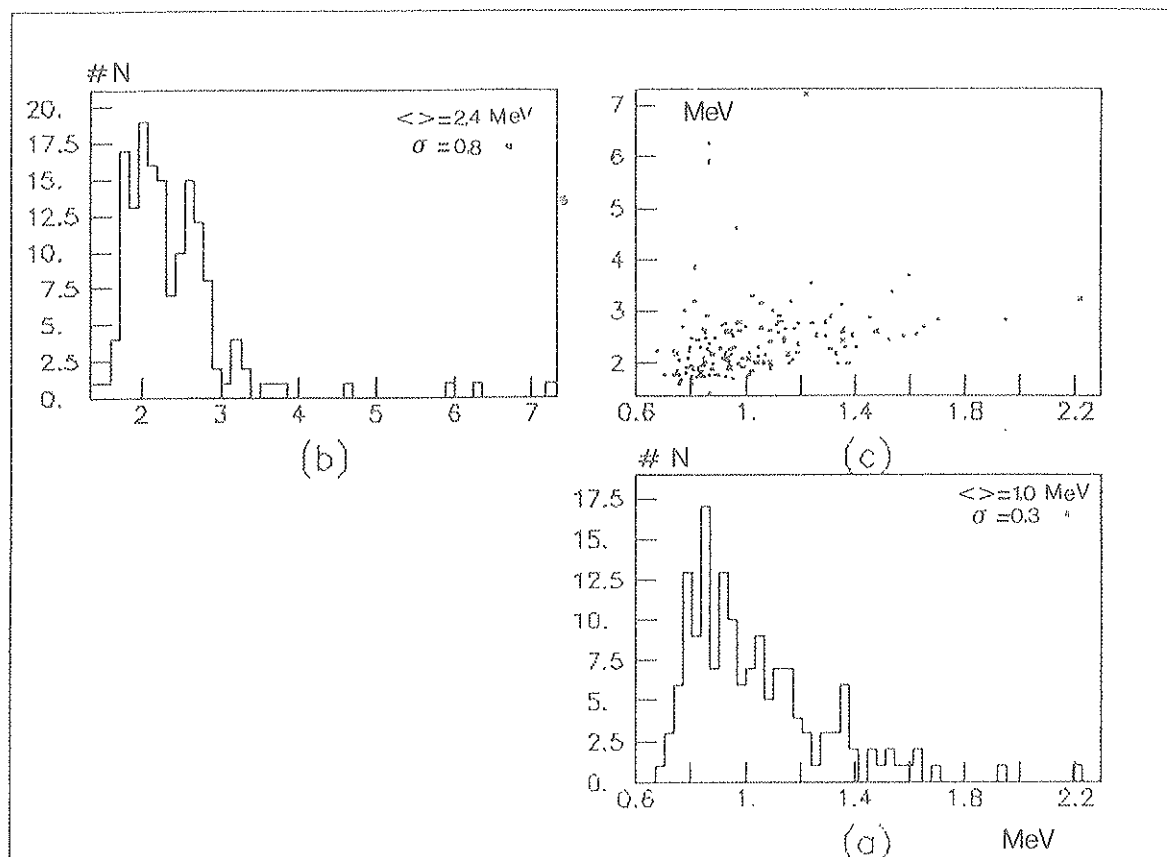 # N
20.
17.5
15.
12.5
10.
7.5
5.
2.5
0.
< > = 2.4 MeV
σ = 0.8 "
2 3 4 5 6 7
(b)
MeV
7
6
5
4
3
2
0.6 1. 1.4 1.8 2.2
(c)
# N
17.5
15.
12.5
10.
7.5
5.
2.5
0.
< > = 1.0 MeV
σ = 0.3 "
0.6 1. 1.4 1.8 2.2
(a)
MeV